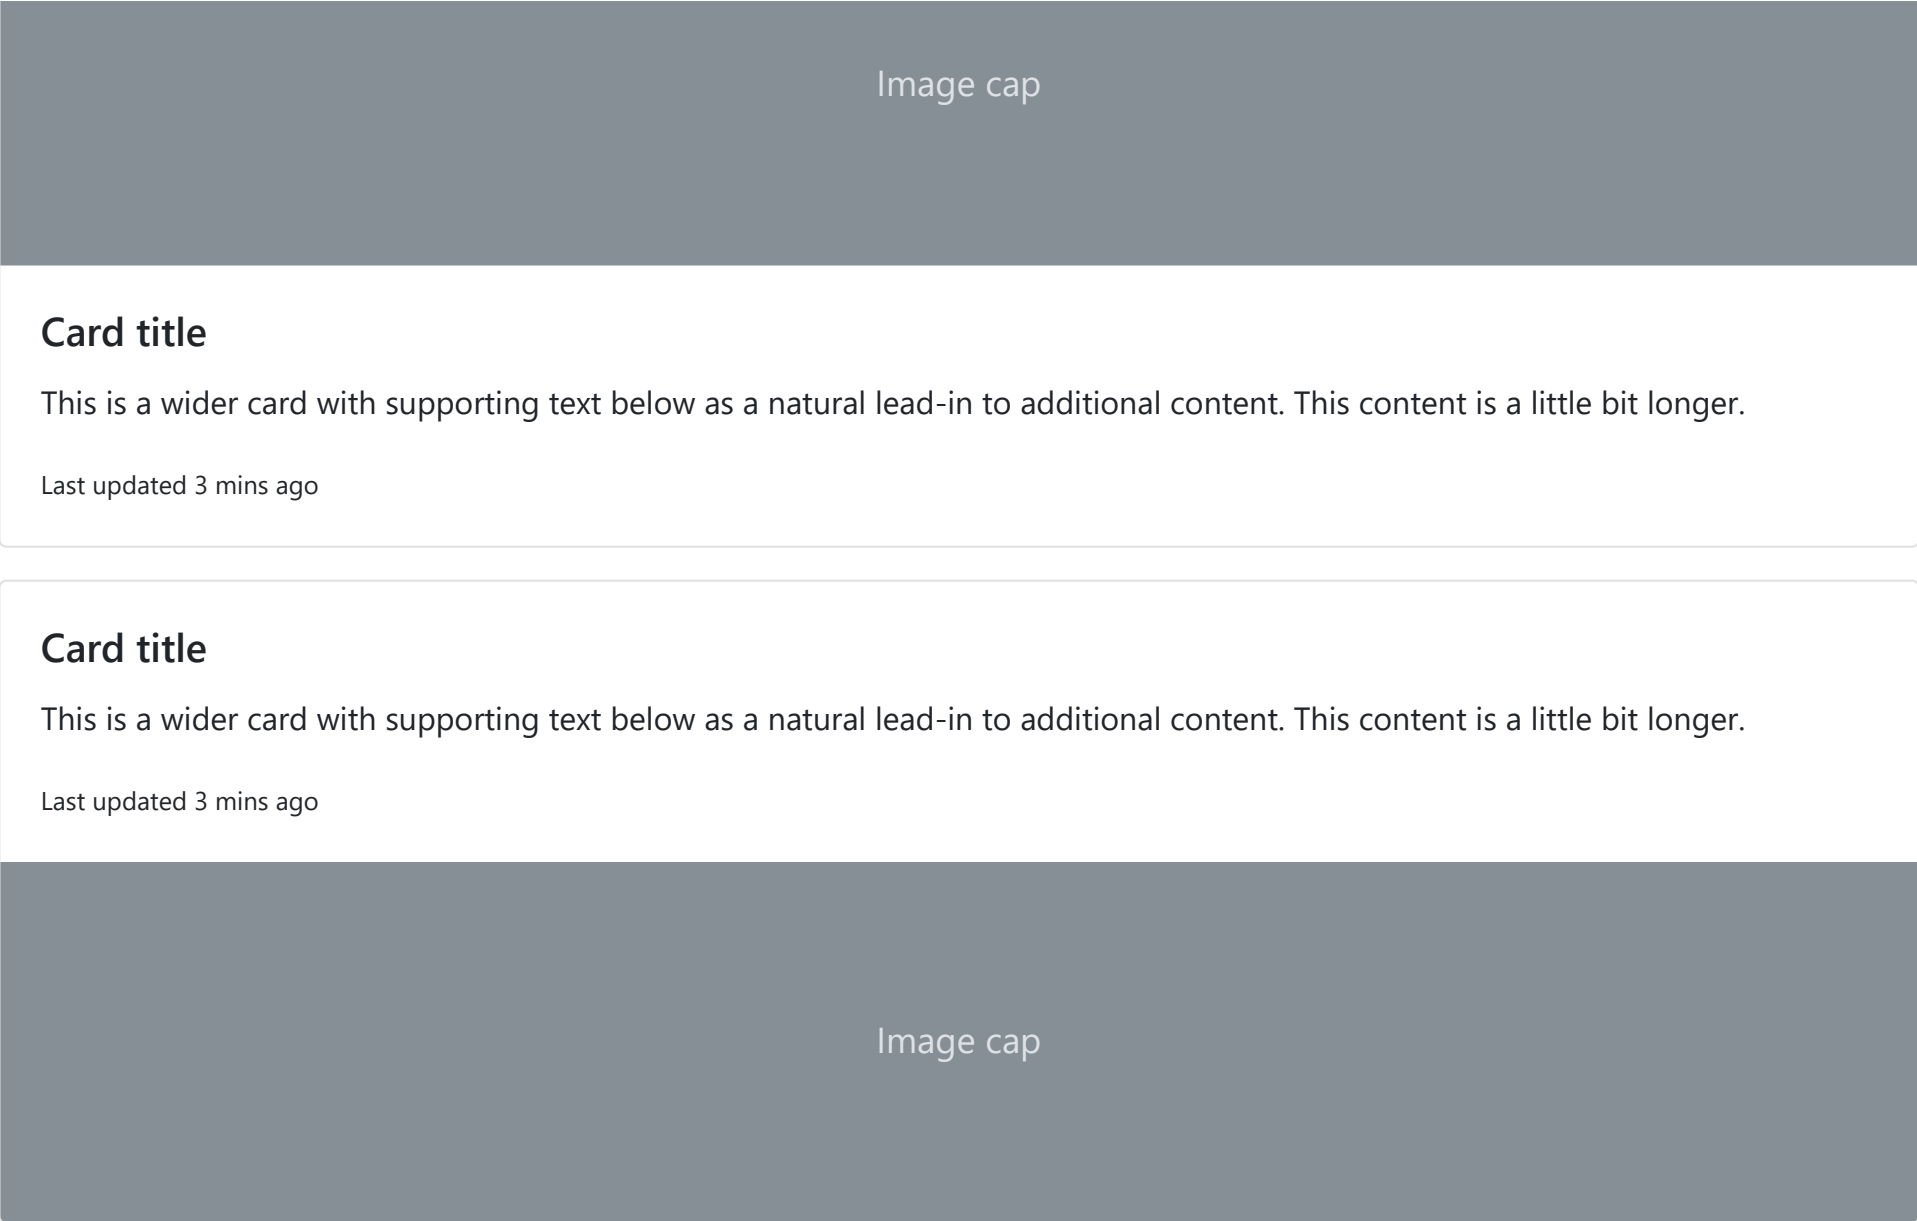 Image cap
Card title
This is a wider card with supporting text below as a natural lead-in to additional content. This content is a little bit longer.
Last updated 3 mins ago
Card title
This is a wider card with supporting text below as a natural lead-in to additional content. This content is a little bit longer.
Last updated 3 mins ago
Image cap